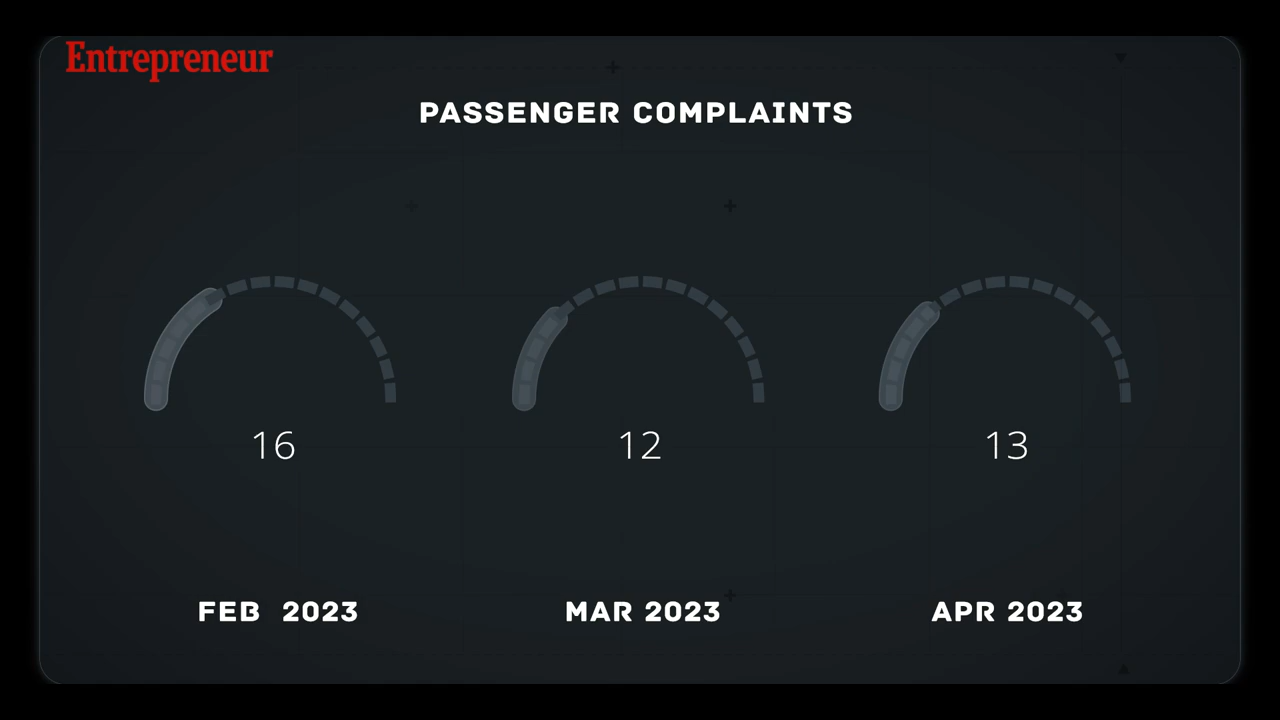 Entrepreneur
PASSENGER COMPLAINTS
16
12
13
FEB 2023
MAR 2023
APR 2023